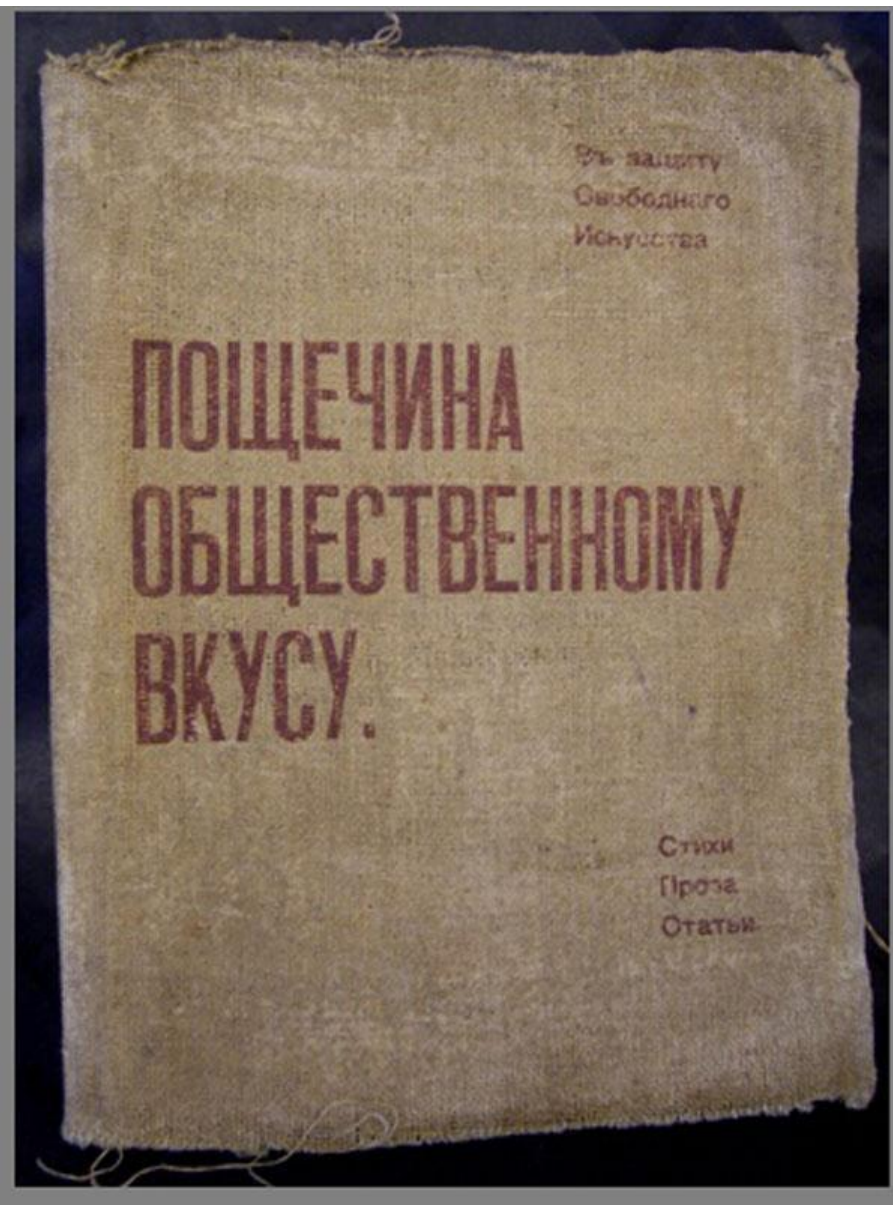 Въ защиту
Свободнаго
Искусства
ПОЩЕЧИНА
ОБЩЕСТВЕННОМУ
ВКУСУ.
Стихи
Проза
Статьи